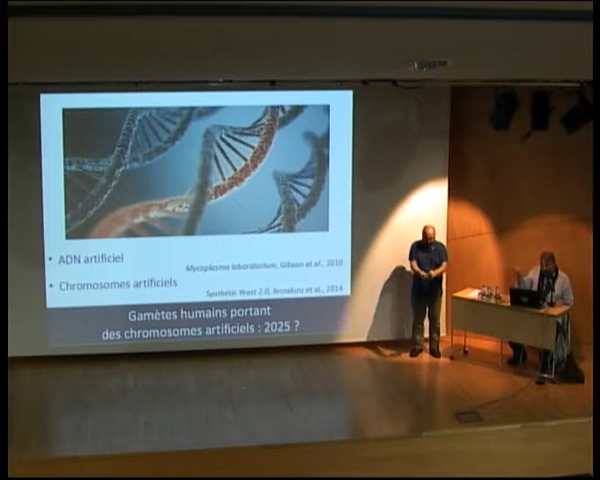 • ADN artificiel
Mycoplasma laboratorium, Gibson et al., 2010
• Chromosomes artificiels
Synthetic Yeast 2.0, Annaluru et al., 2014
Gamètes humains portant
des chromosomes artificiels : 2025 ?